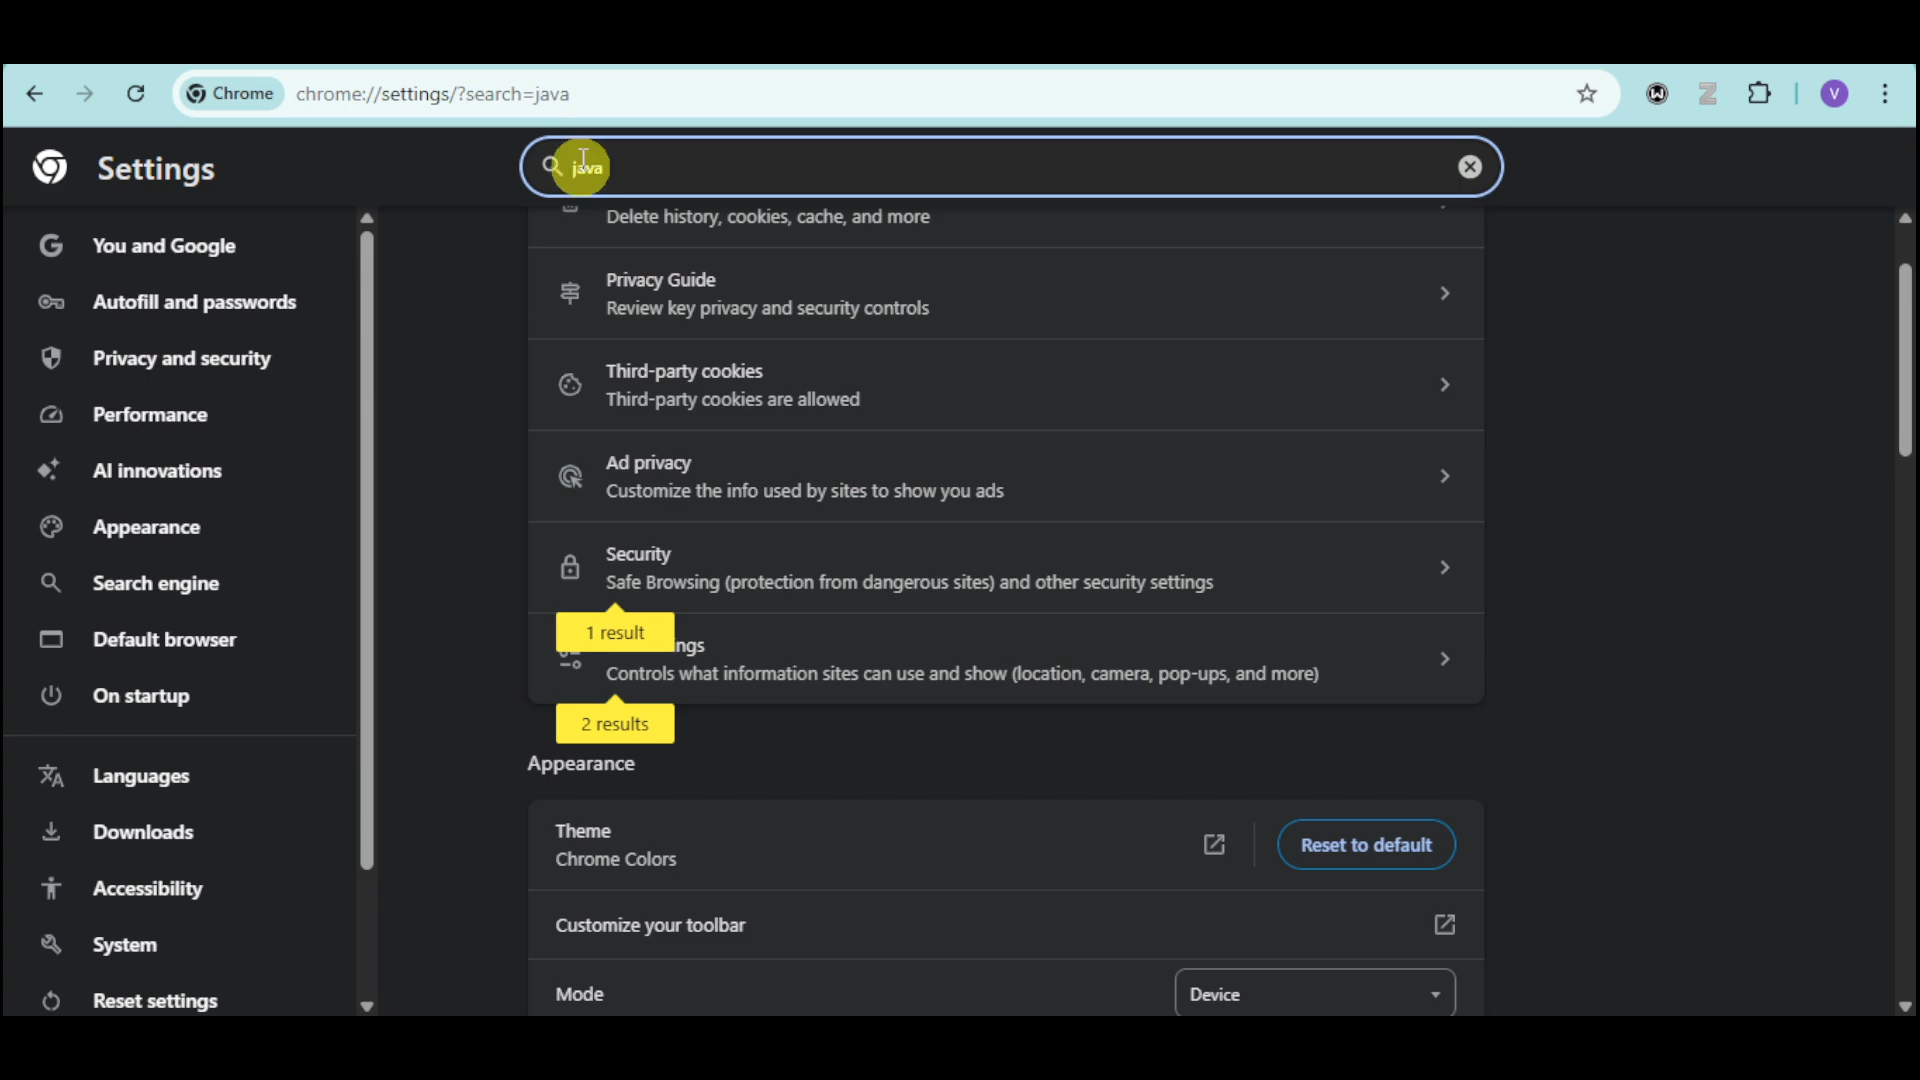 Chrome
chrome://settings/?search=java
V
Settings
java
You and Google
Autofill and passwords
Privacy and security
Performance
AI innovations
Appearance
Search engine
Default browser
On startup
Languages
Downloads
Accessibility
System
Reset settings
Delete history, cookies, cache, and more
Privacy Guide
Review key privacy and security controls
Third-party cookies
Third-party cookies are allowed
Ad privacy
Customize the info used by sites to show you ads
Security
Safe Browsing (protection from dangerous sites) and other security settings
1 result
ngs
Controls what information sites can use and show (location, camera, pop-ups, and more)
2 results
Appearance
Theme
Chrome Colors
Reset to default
Customize your toolbar
Mode
Device